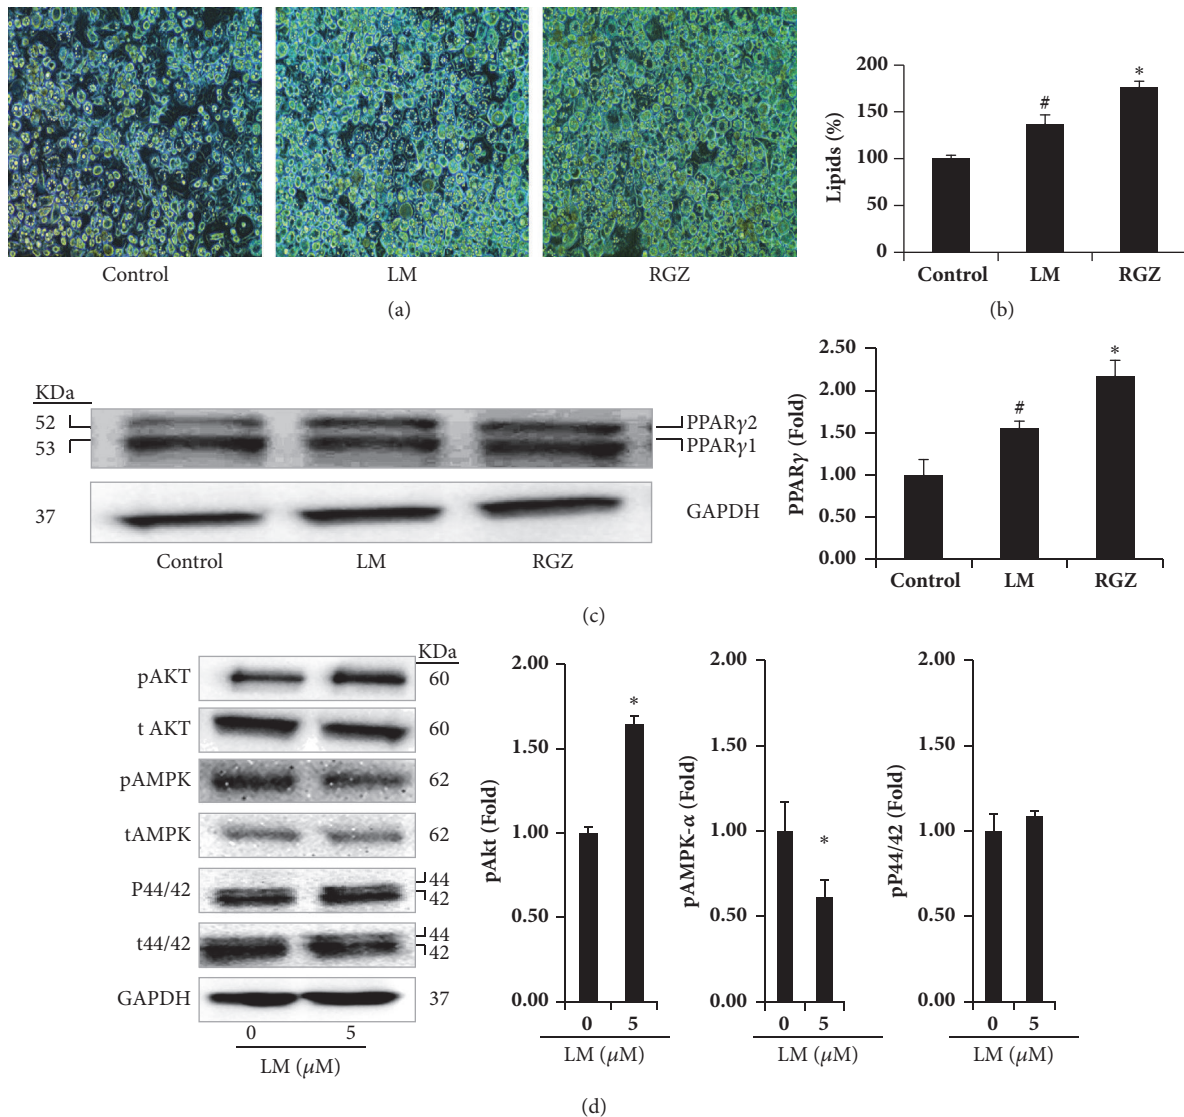 Control
LM
RGZ
(a)
200
150
100
50
0
Lipids (%)
#
*
Control
LM
RGZ
(b)
KDa
52
53
37
PPARγ2
PPARγ1
GAPDH
Control
LM
RGZ
2.50
2.00
1.50
1.00
0.50
0.00
PPARγ (Fold)
#
*
Control
LM
RGZ
(c)
KDa
pAKT
60
t AKT
60
pAMPK
62
tAMPK
62
P44/42
44
42
t44/42
44
42
GAPDH
37
0
5
LM (μM)
2.00
1.50
1.00
0.50
0.00
pAkt (Fold)
*
0
5
LM (μM)
2.00
1.50
1.00
0.50
0.00
pAMPK-α (Fold)
*
0
5
LM (μM)
2.00
1.50
1.00
0.50
0.00
pP44/42 (Fold)
0
5
LM (μM)
(d)